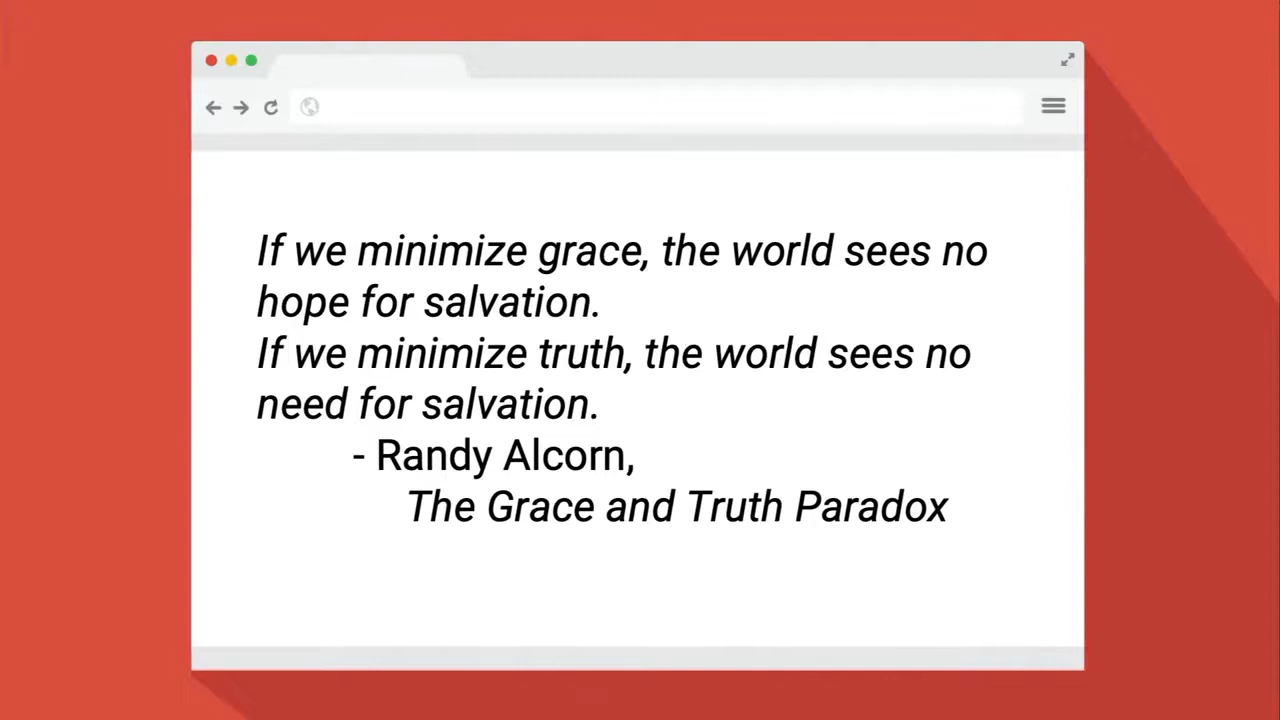 If we minimize grace, the world sees no
hope for salvation.
If we minimize truth, the world sees no
need for salvation.
- Randy Alcorn,
The Grace and Truth Paradox